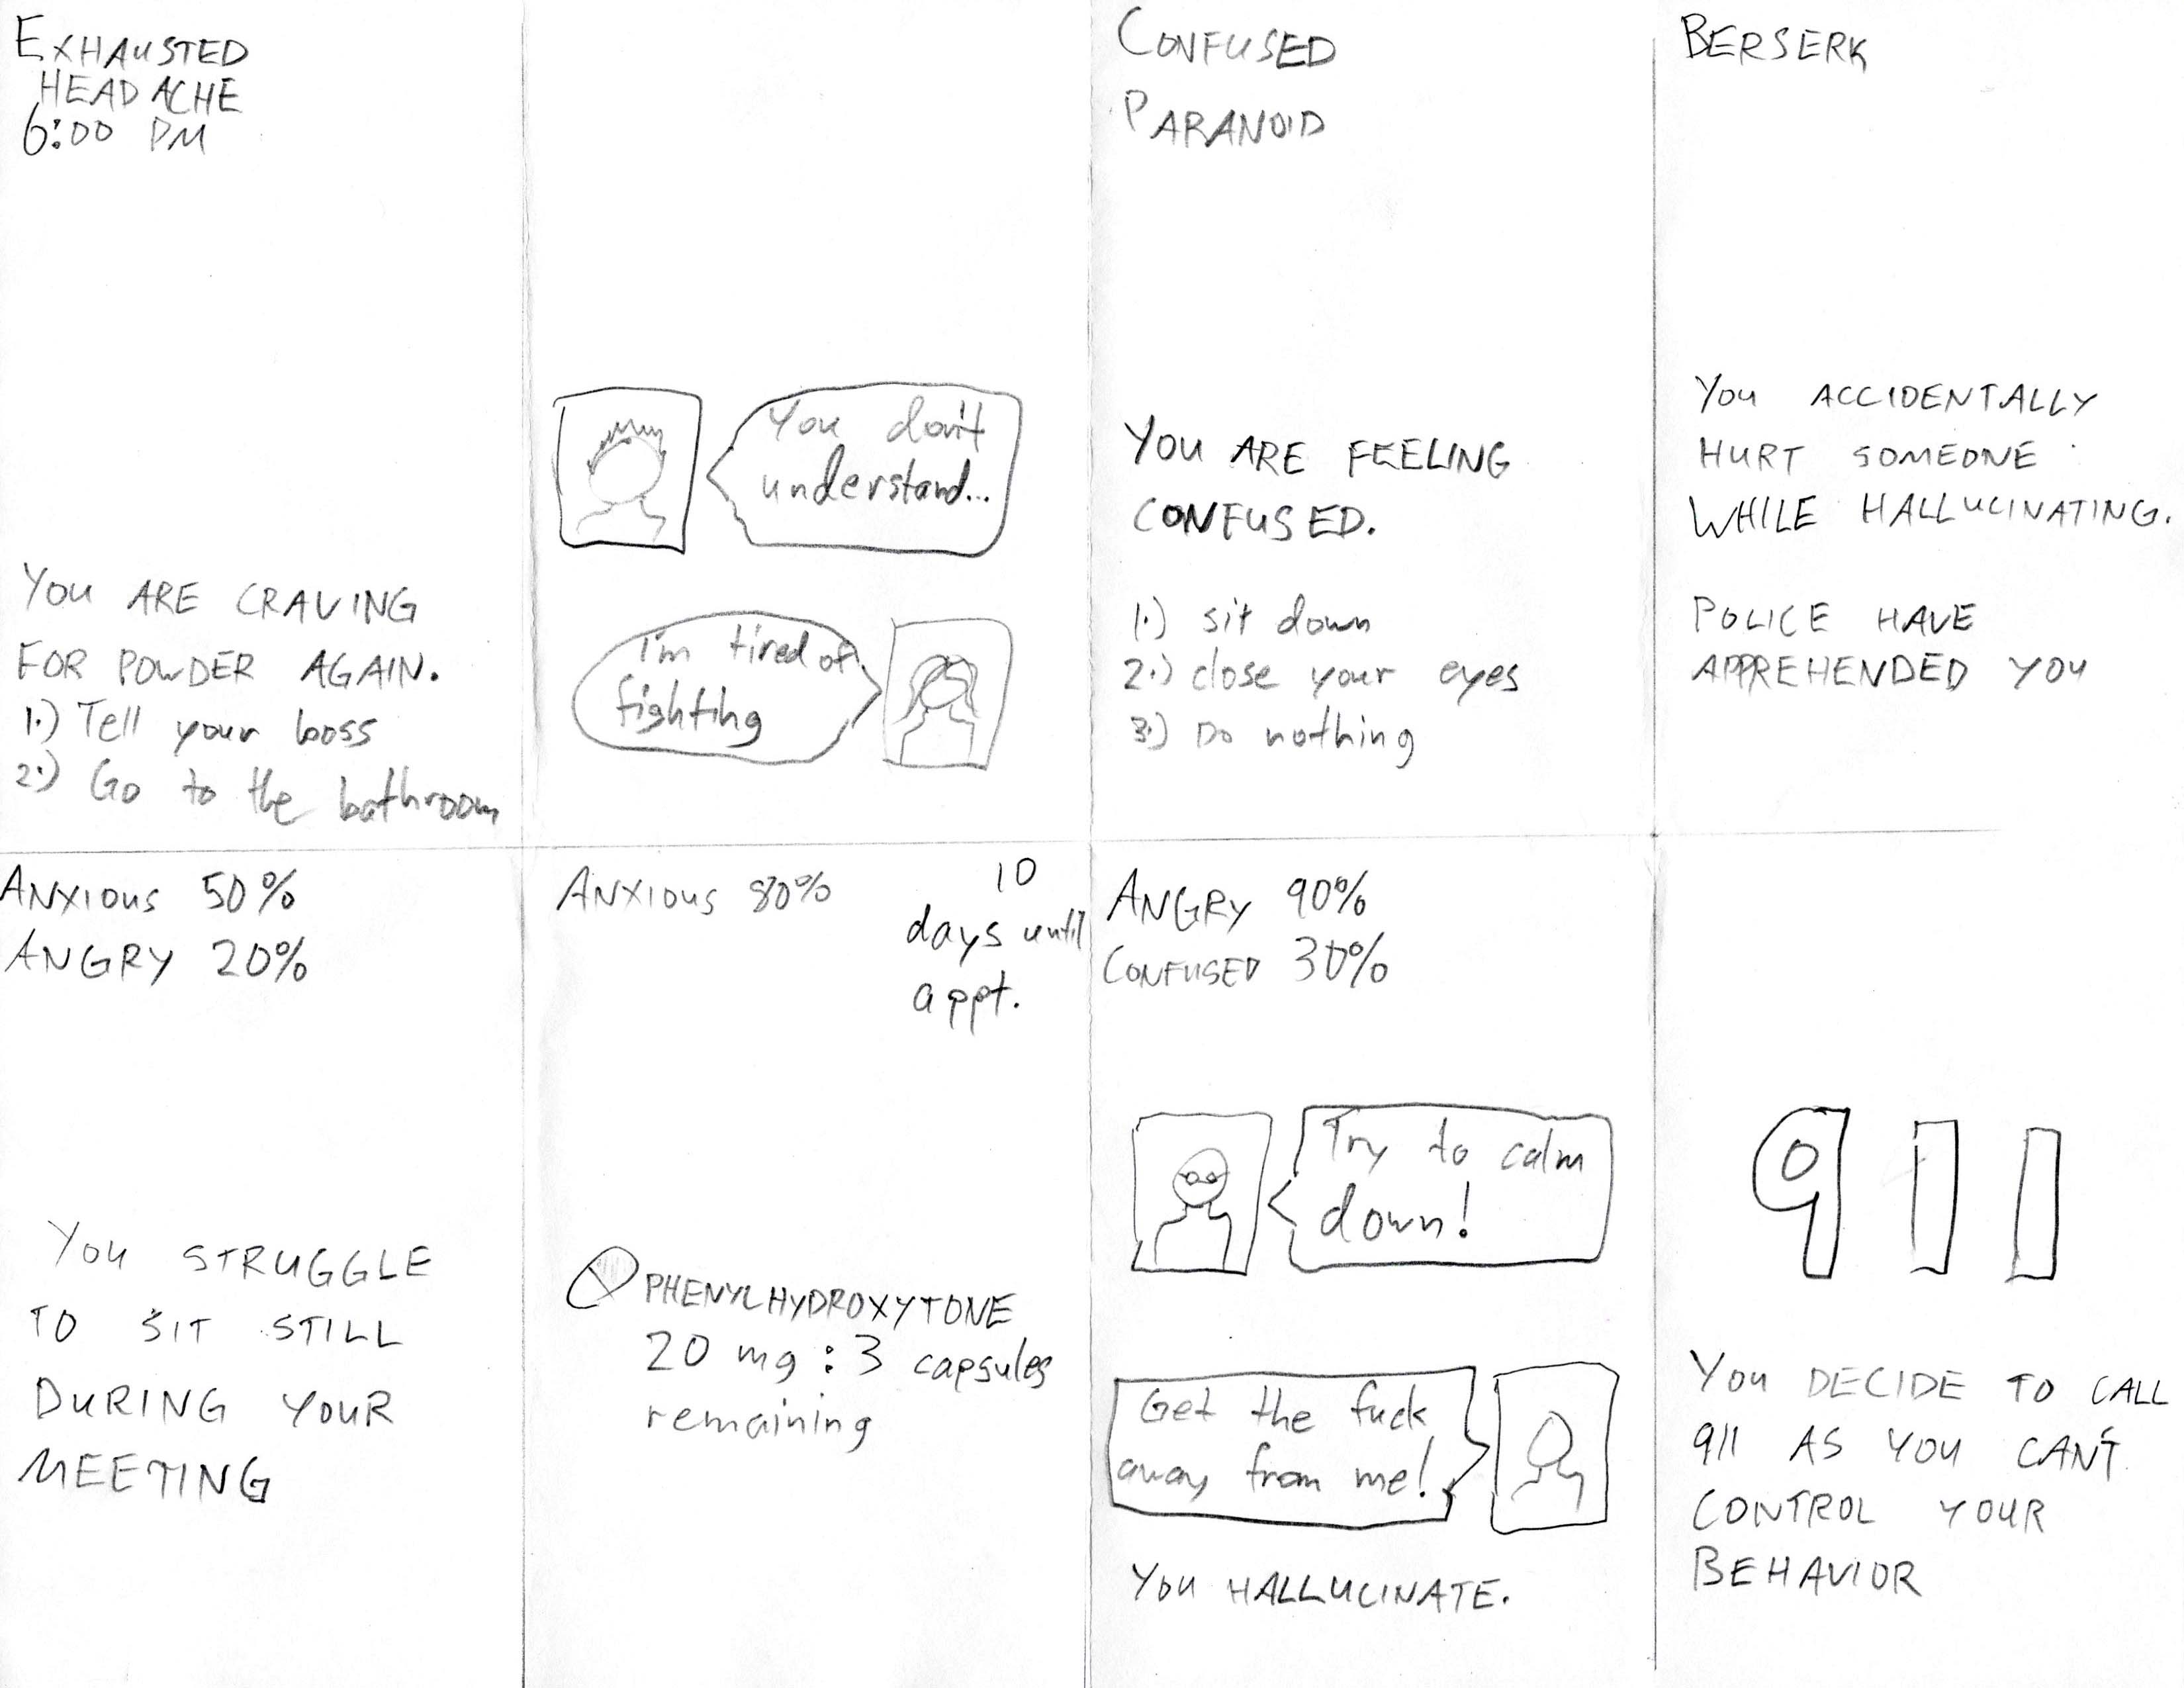 EXHAUSTED
HEADACHE
6:00 PM
YOU ARE CRAVING
FOR POWDER AGAIN.
1.) Tell your boss
2.) Go to the bathroom
You don't
understand...
I'm tired of
fighting
CONFUSED
PARANOID
YOU ARE FEELING
CONFUSED.
1.) sit down
2.) close your eyes
3.) Do nothing
BERSERK
YOU ACCIDENTALLY
HURT SOMEONE
WHILE HALLUCINATING.
POLICE HAVE
APPREHENDED YOU
ANXIOUS 50%
ANGRY 20%
YOU STRUGGLE
TO SIT STILL
DURING YOUR
MEETING
ANXIOUS 80%
10
days until
appt.
PHENYLHYDROXYTONE
20 mg : 3 capsules
remaining
ANGRY 90%
CONFUSED 30%
Try to calm
down!
Get the fuck
away from me!
YOU HALLUCINATE.
911
YOU DECIDE TO CALL
911 AS YOU CAN'T
CONTROL YOUR
BEHAVIOR